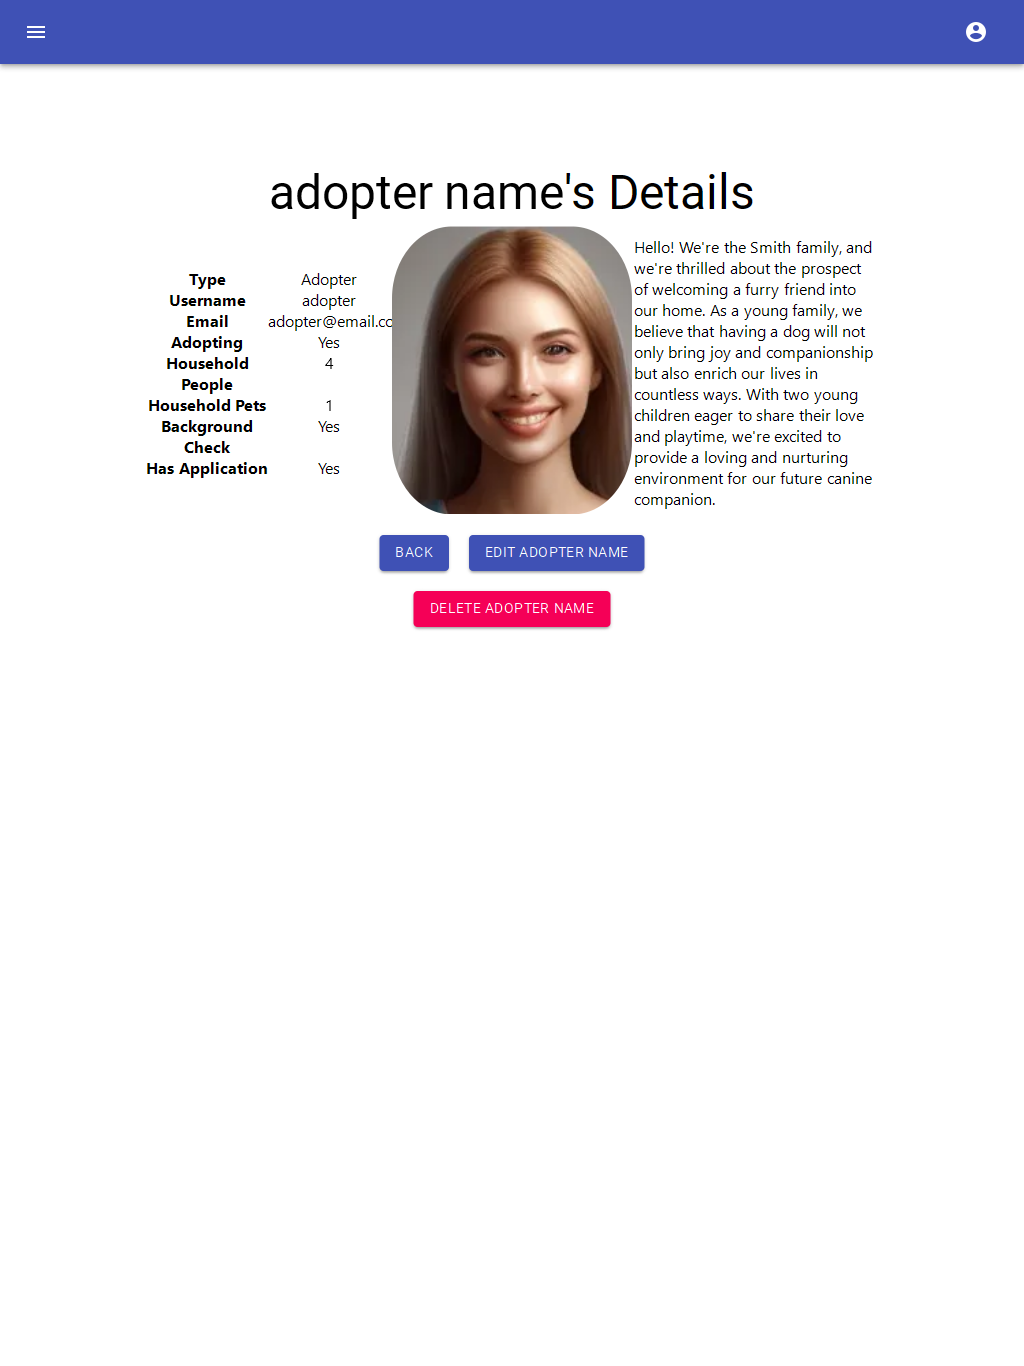 adopter name's Details
Type Adopter
Username adopter
Email adopter@email.co
Adopting Yes
Household 4
People
Household Pets 1
Background Yes
Check
Has Application Yes
Hello! We're the Smith family, and
we're thrilled about the prospect
of welcoming a furry friend into
our home. As a young family, we
believe that having a dog will not
only bring joy and companionship
but also enrich our lives in
countless ways. With two young
children eager to share their love
and playtime, we're excited to
provide a loving and nurturing
environment for our future canine
companion.
BACK EDIT ADOPTER NAME
DELETE ADOPTER NAME